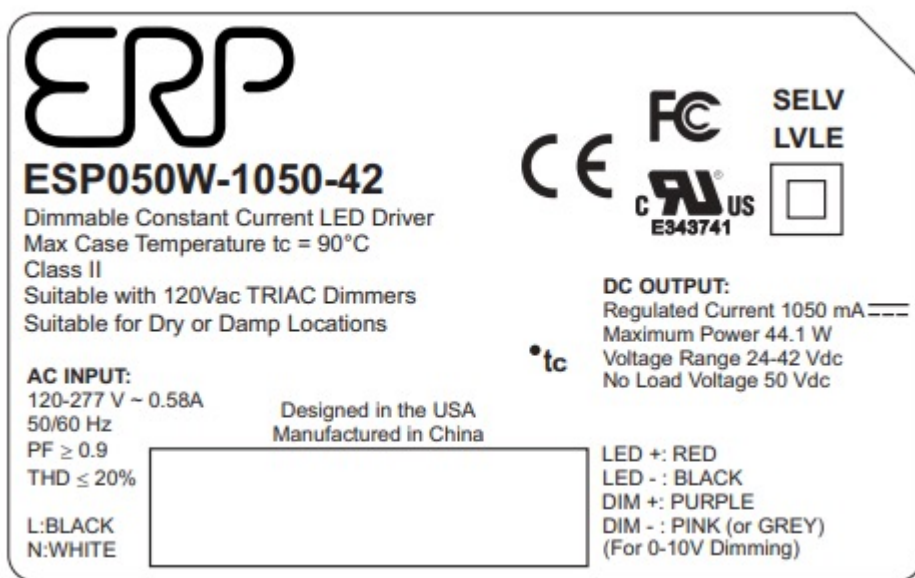 ERP
ESP050W-1050-42
Dimmable Constant Current LED Driver
Max Case Temperature tc = 90°C
Class II
Suitable with 120Vac TRIAC Dimmers
Suitable for Dry or Damp Locations
CE
FC
SELV
LVLE
C RU® US
E343741
AC INPUT:
120-277 V ~ 0.58A
50/60 Hz
PF ≥ 0.9
THD ≤ 20%
L:BLACK
N:WHITE
Designed in the USA
Manufactured in China
•tc
DC OUTPUT:
Regulated Current 1050 mA
Maximum Power 44.1 W
Voltage Range 24-42 Vdc
No Load Voltage 50 Vdc
LED +: RED
LED - : BLACK
DIM +: PURPLE
DIM - : PINK (or GREY)
(For 0-10V Dimming)